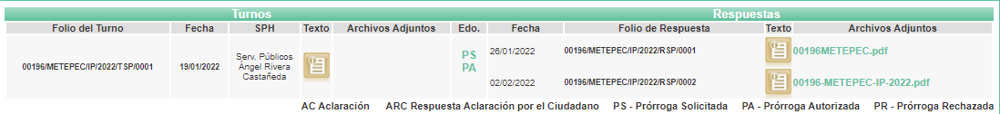 Turnos Respuestas
Folio del Turno Fecha SPH Texto Archivos Adjuntos Edo. Fecha Folio de Respuesta Texto Archivos Adjuntos
00196/METEPEC/IP/2022/TSP/0001 19/01/2022 Serv. Públicos
Ángel Rivera
Castañeda
PS
PA
26/01/2022 00196/METEPEC/IP/2022/RSP/0001 00196METEPEC.pdf
02/02/2022 00196/METEPEC/IP/2022/RSP/0002 00196-METEPEC-IP-2022.pdf
AC Aclaración ARC Respuesta Aclaración por el Ciudadano PS - Prórroga Solicitada PA - Prórroga Autorizada PR - Prórroga Rechazada